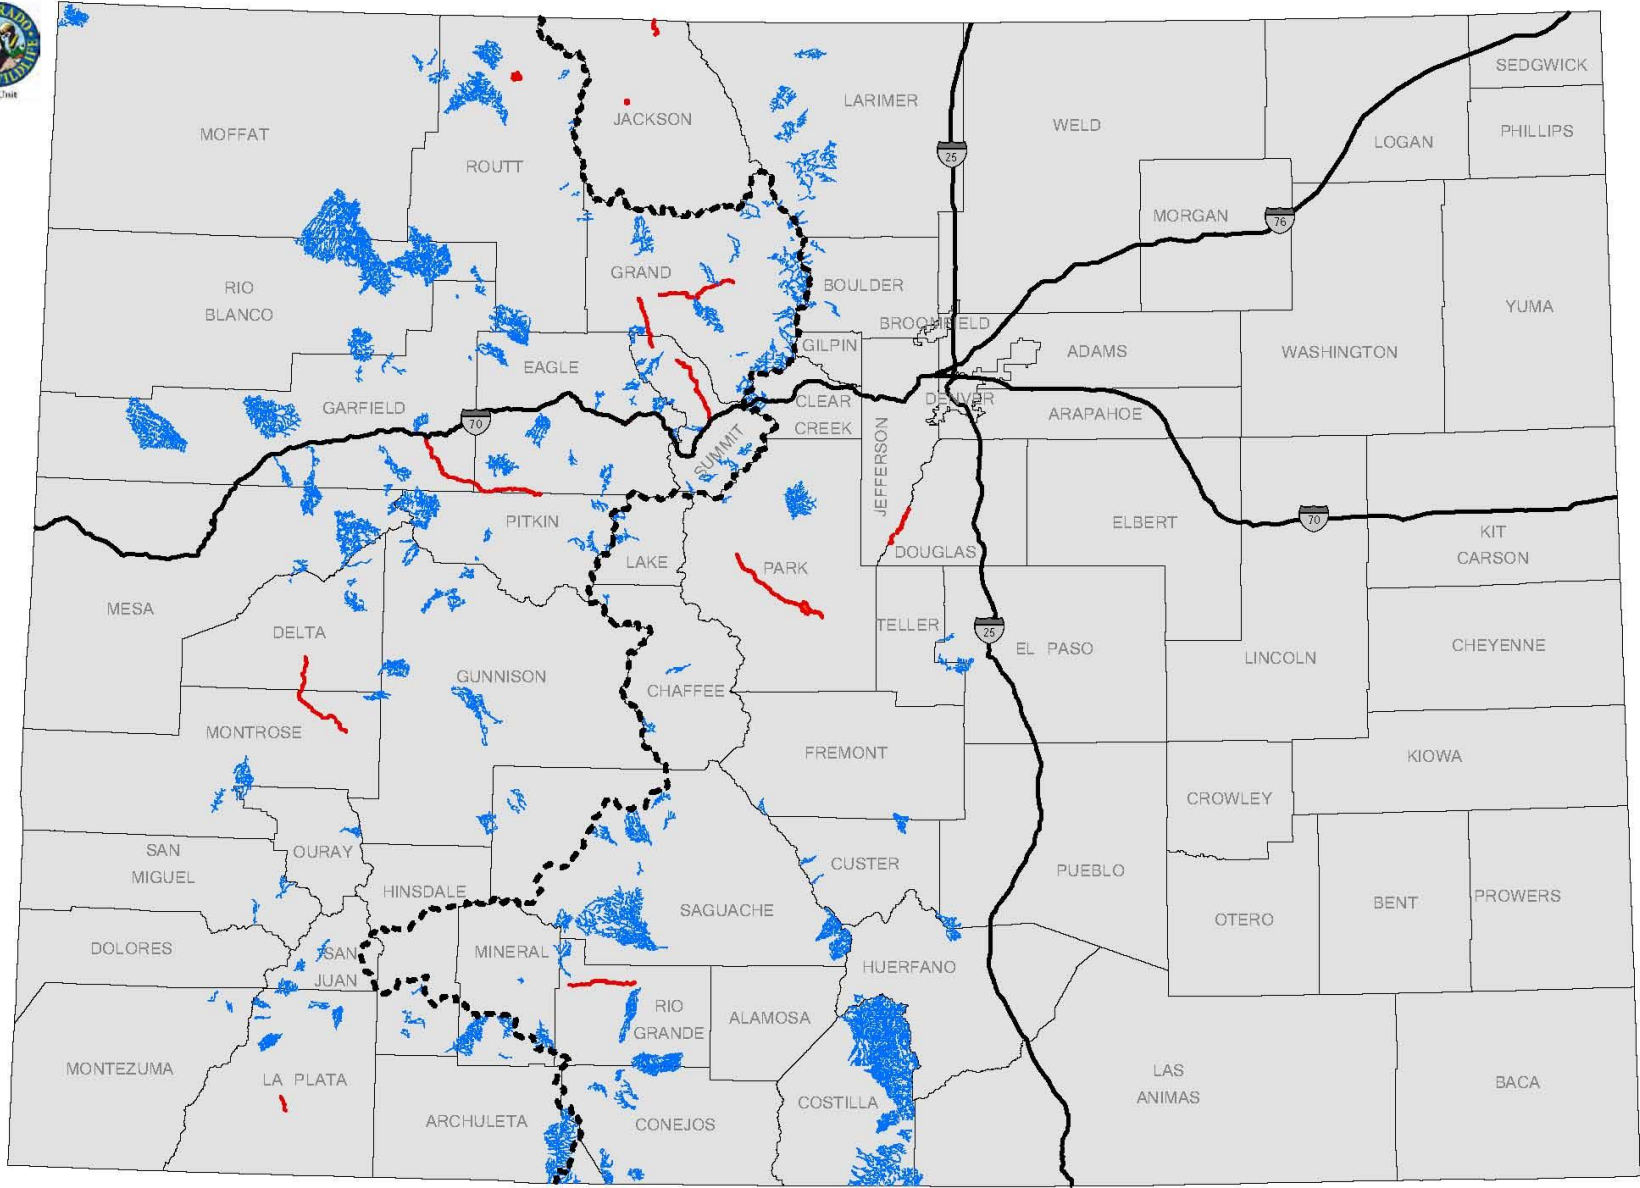 RADO
WILDLIFE
Unit
SEDGWICK
LARIMER
JACKSON
WELD
MOFFAT
LOGAN
PHILLIPS
25
ROUTT
MORGAN
76
GRAND
RIO
BLANCO
BOULDER
YUMA
BROOMFIELD
GILPIN
ADAMS
WASHINGTON
EAGLE
CLEAR
CREEK
DENVER
ARAPAHOE
GARFIELD
70
SUMMIT
JEFFERSON
PITKIN
ELBERT
70
KIT
CARSON
LAKE
PARK
DOUGLAS
MESA
DELTA
TELLER
25
EL PASO
LINCOLN
CHEYENNE
GUNNISON
CHAFFEE
MONTROSE
FREMONT
KIOWA
CROWLEY
SAN
MIGUEL
OURAY
CUSTER
PUEBLO
HINSDALE
SAGUACHE
BENT
PROWERS
OTERO
DOLORES
SAN
JUAN
MINERAL
HUERFANO
RIO
GRANDE
ALAMOSA
MONTEZUMA
LA PLATA
LAS
ANIMAS
BACA
COSTILLA
ARCHULETA
CONEJOS